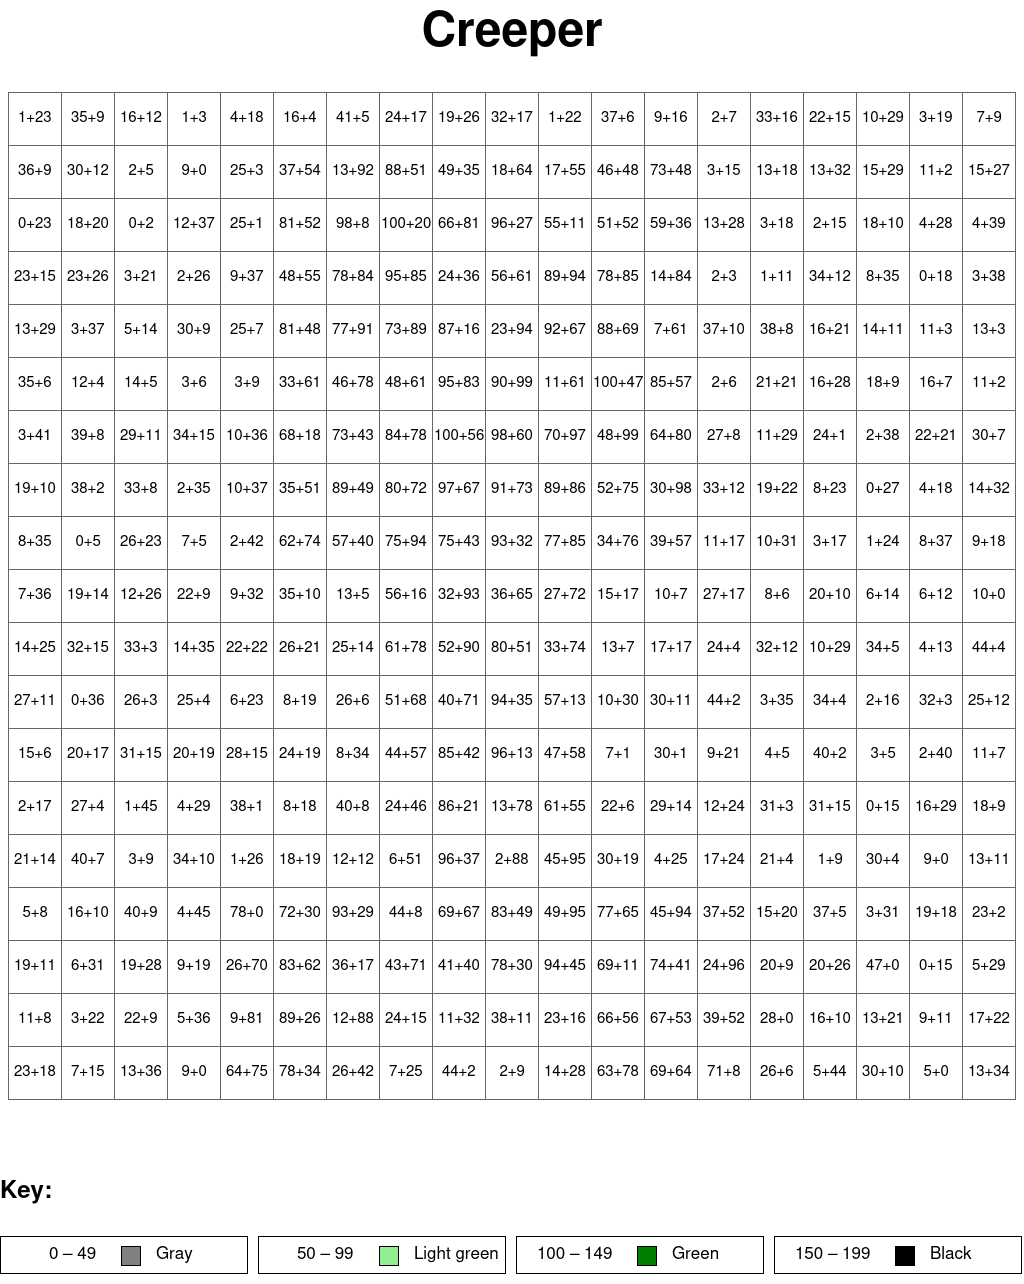 Creeper
1+23 35+9 16+12 1+3 4+18 16+4 41+5 24+17 19+26 32+17 1+22 37+6 9+16 2+7 33+16 22+15 10+29 3+19 7+9
36+9 30+12 2+5 9+0 25+3 37+54 13+92 88+51 49+35 18+64 17+55 46+48 73+48 3+15 13+18 13+32 15+29 11+2 15+27
0+23 18+20 0+2 12+37 25+1 81+52 98+8 100+20 66+81 96+27 55+11 51+52 59+36 13+28 3+18 2+15 18+10 4+28 4+39
23+15 23+26 3+21 2+26 9+37 48+55 78+84 95+85 24+36 56+61 89+94 78+85 14+84 2+3 1+11 34+12 8+35 0+18 3+38
13+29 3+37 5+14 30+9 25+7 81+48 77+91 73+89 87+16 23+94 92+67 88+69 7+61 37+10 38+8 16+21 14+11 11+3 13+3
35+6 12+4 14+5 3+6 3+9 33+61 46+78 48+61 95+83 90+99 11+61 100+47 85+57 2+6 21+21 16+28 18+9 16+7 11+2
3+41 39+8 29+11 34+15 10+36 68+18 73+43 84+78 100+56 98+60 70+97 48+99 64+80 27+8 11+29 24+1 2+38 22+21 30+7
19+10 38+2 33+8 2+35 10+37 35+51 89+49 80+72 97+67 91+73 89+86 52+75 30+98 33+12 19+22 8+23 0+27 4+18 14+32
8+35 0+5 26+23 7+5 2+42 62+74 57+40 75+94 75+43 93+32 77+85 34+76 39+57 11+17 10+31 3+17 1+24 8+37 9+18
7+36 19+14 12+26 22+9 9+32 35+10 13+5 56+16 32+93 36+65 27+72 15+17 10+7 27+17 8+6 20+10 6+14 6+12 10+0
14+25 32+15 33+3 14+35 22+22 26+21 25+14 61+78 52+90 80+51 33+74 13+7 17+17 24+4 32+12 10+29 34+5 4+13 44+4
27+11 0+36 26+3 25+4 6+23 8+19 26+6 51+68 40+71 94+35 57+13 10+30 30+11 44+2 3+35 34+4 2+16 32+3 25+12
15+6 20+17 31+15 20+19 28+15 24+19 8+34 44+57 85+42 96+13 47+58 7+1 30+1 9+21 4+5 40+2 3+5 2+40 11+7
2+17 27+4 1+45 4+29 38+1 8+18 40+8 24+46 86+21 13+78 61+55 22+6 29+14 12+24 31+3 31+15 0+15 16+29 18+9
21+14 40+7 3+9 34+10 1+26 18+19 12+12 6+51 96+37 2+88 45+95 30+19 4+25 17+24 21+4 1+9 30+4 9+0 13+11
5+8 16+10 40+9 4+45 78+0 72+30 93+29 44+8 69+67 83+49 49+95 77+65 45+94 37+52 15+20 37+5 3+31 19+18 23+2
19+11 6+31 19+28 9+19 26+70 83+62 36+17 43+71 41+40 78+30 94+45 69+11 74+41 24+96 20+9 20+26 47+0 0+15 5+29
11+8 3+22 22+9 5+36 9+81 89+26 12+88 24+15 11+32 38+11 23+16 66+56 67+53 39+52 28+0 16+10 13+21 9+11 17+22
23+18 7+15 13+36 9+0 64+75 78+34 26+42 7+25 44+2 2+9 14+28 63+78 69+64 71+8 26+6 5+44 30+10 5+0 13+34
Key:
0 – 49 Gray 50 – 99 Light green 100 – 149 Green 150 – 199 Black